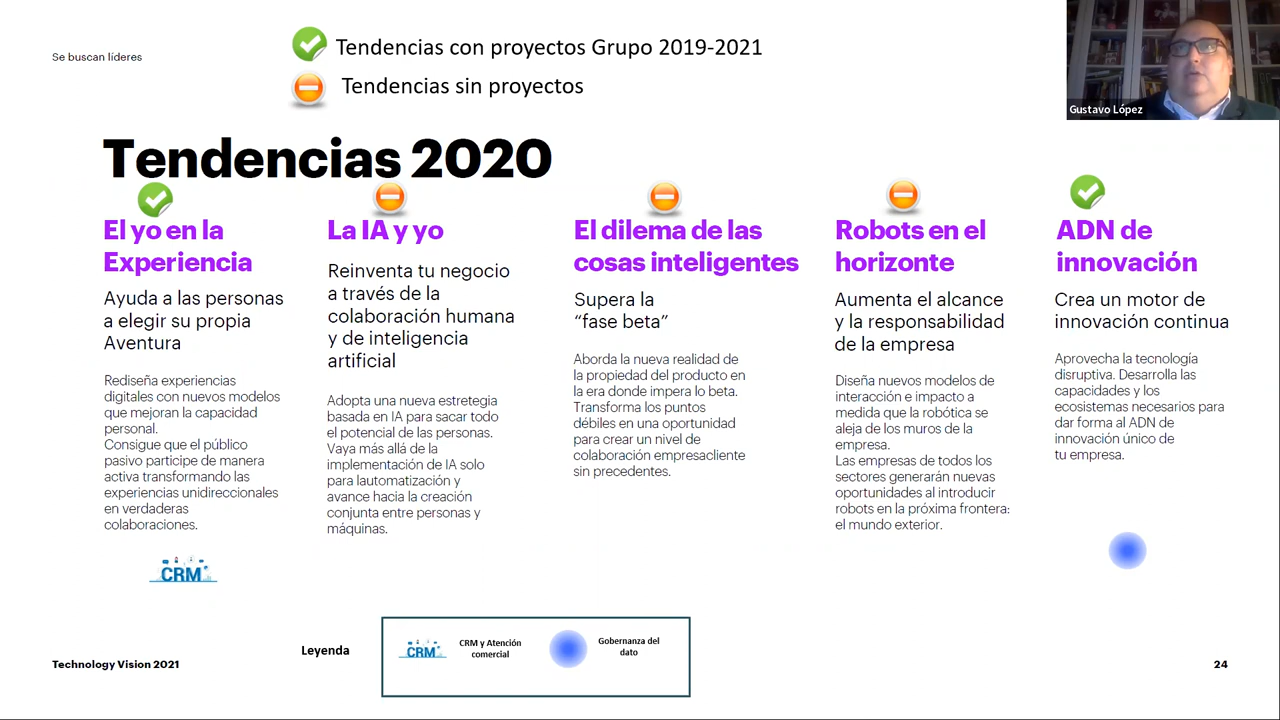 Se buscan líderes
Tendencias con proyectos Grupo 2019-2021
Tendencias sin proyectos
Gustavo López
Tendencias 2020
El yo en la
Experiencia
Ayuda a las personas
a elegir su propia
Aventura
Rediseña experiencias
digitales con nuevos modelos
que mejoran la capacidad
personal.
Consigue que el público
pasivo participe de manera
activa transformando las
experiencias unidireccionales
en verdaderas
colaboraciones.
CRM
La IA y yo
Reinventa tu negocio
a través de la
colaboración humana
y de inteligencia
artificial
Adopta una nueva estretegia
basada en IA para sacar todo
el potencial de las personas.
Vaya más allá de la
implementación de IA solo
para lautomatización y
avance hacia la creación
conjunta entre personas y
máquinas.
El dilema de las
cosas inteligentes
Supera la
“fase beta”
Aborda la nueva realidad de
la propiedad del producto en
la era donde impera lo beta.
Transforma los puntos
débiles en una oportunidad
para crear un nivel de
colaboración empresacliente
sin precedentes.
Robots en el
horizonte
Aumenta el alcance
y la responsabilidad
de la empresa
Diseña nuevos modelos de
interacción e impacto a
medida que la robótica se
aleja de los muros de la
empresa.
Las empresas de todos los
sectores generarán nuevas
oportunidades al introducir
robots en la próxima frontera:
el mundo exterior.
ADN de
innovación
Crea un motor de
innovación continua
Aprovecha la tecnología
disruptiva. Desarrolla las
capacidades y los
ecosistemas necesarios para
dar forma al ADN de
innovación único de
tu empresa.
Leyenda
CRM
CRM y Atención
comercial
Gobernanza del
dato
Technology Vision 2021
24